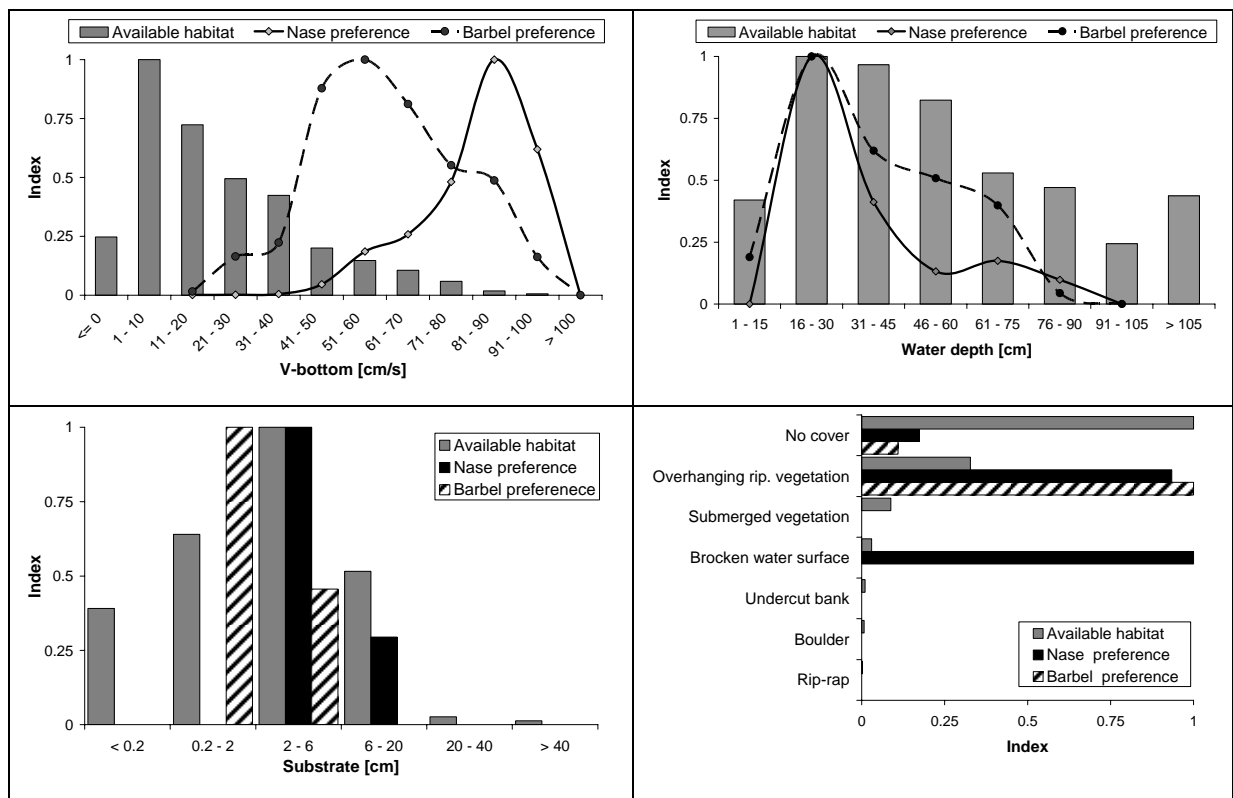 Available habitat Nase preference Barbel preference
1
0.75
0.5
0.25
0
Index
<= 0 1 - 10 11 - 20 21 - 30 31 - 40 41 - 50 51 - 60 61 - 70 71 - 80 81 - 90 91 - 100 > 100
V-bottom [cm/s]
Available habitat Nase preference Barbel preference
1
0.75
0.5
0.25
0
Index
1 - 15 16 - 30 31 - 45 46 - 60 61 - 75 76 - 90 91 - 105 > 105
Water depth [cm]
Available habitat
Nase preference
Barbel preferenece
1
0.75
0.5
0.25
0
Index
< 0.2 0.2 - 2 2 - 6 6 - 20 20 - 40 > 40
Substrate [cm]
No cover
Overhanging rip. vegetation
Submerged vegetation
Brocken water surface
Undercut bank
Boulder
Rip-rap
Available habitat
Nase preference
Barbel preference
0 0.25 0.5 0.75 1
Index